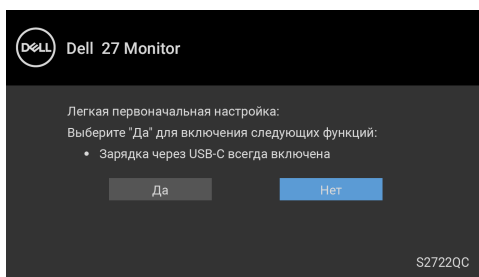 DELL
Dell 27 Monitor
Легкая первоначальная настройка:
Выберите "Да" для включения следующих функций:
• Зарядка через USB-C всегда включена
Да
Нет
S2722QC